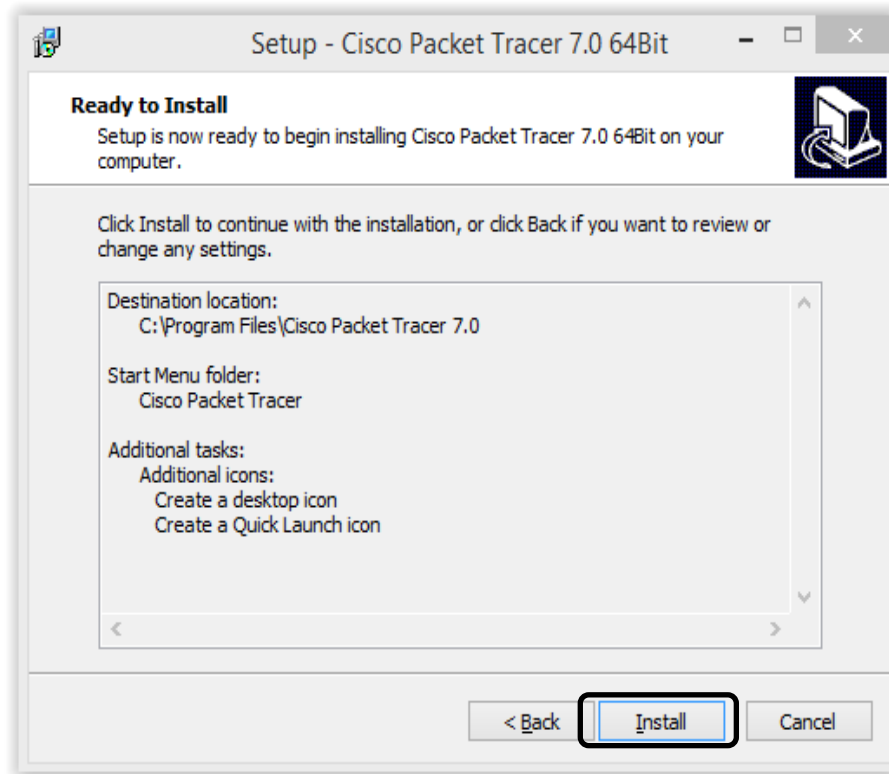 Setup - Cisco Packet Tracer 7.0 64Bit
Ready to Install
Setup is now ready to begin installing Cisco Packet Tracer 7.0 64Bit on your
computer.
Click Install to continue with the installation, or click Back if you want to review or
change any settings.
Destination location:
C:\Program Files\Cisco Packet Tracer 7.0
Start Menu folder:
Cisco Packet Tracer
Additional tasks:
Additional icons:
Create a desktop icon
Create a Quick Launch icon
< Back
Install
Cancel